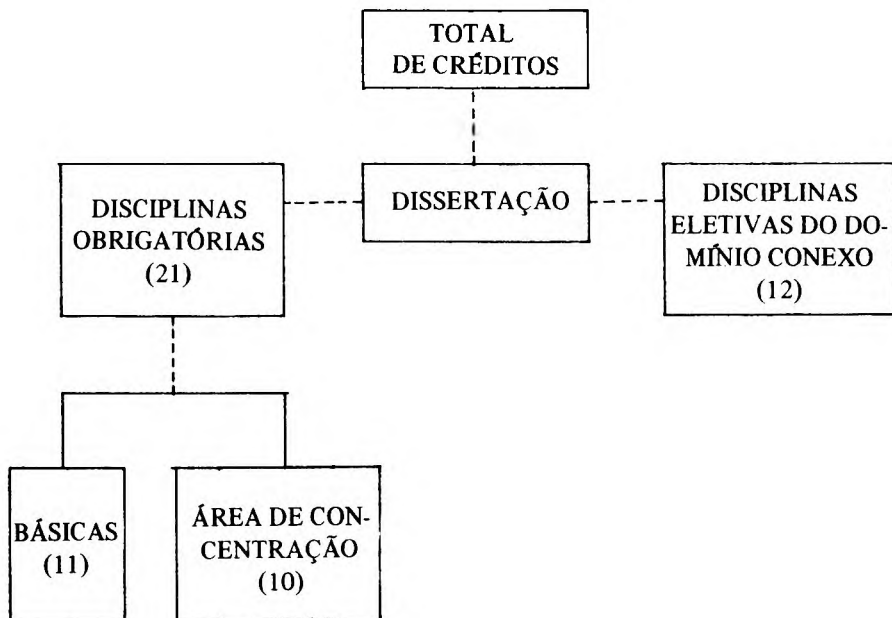 TOTAL
DE CRÉDITOS
DISCIPLINAS
OBRIGATÓRIAS
(21)
DISSERTAÇÃO
DISCIPLINAS
ELETIVAS DO DO-
MÍNIO CONEXO
(12)
BÁSICAS
(11)
ÁREA DE CON-
CENTRAÇÃO
(10)